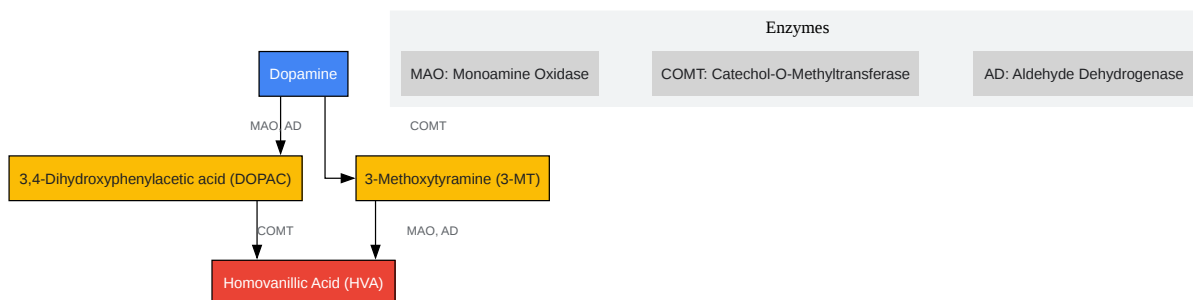 Enzymes
Dopamine
MAO: Monoamine Oxidase
COMT: Catechol-O-Methyltransferase
AD: Aldehyde Dehydrogenase
MAO, AD
COMT
3,4-Dihydroxyphenylacetic acid (DOPAC)
3-Methoxytyramine (3-MT)
COMT
MAO, AD
Homovanillic Acid (HVA)